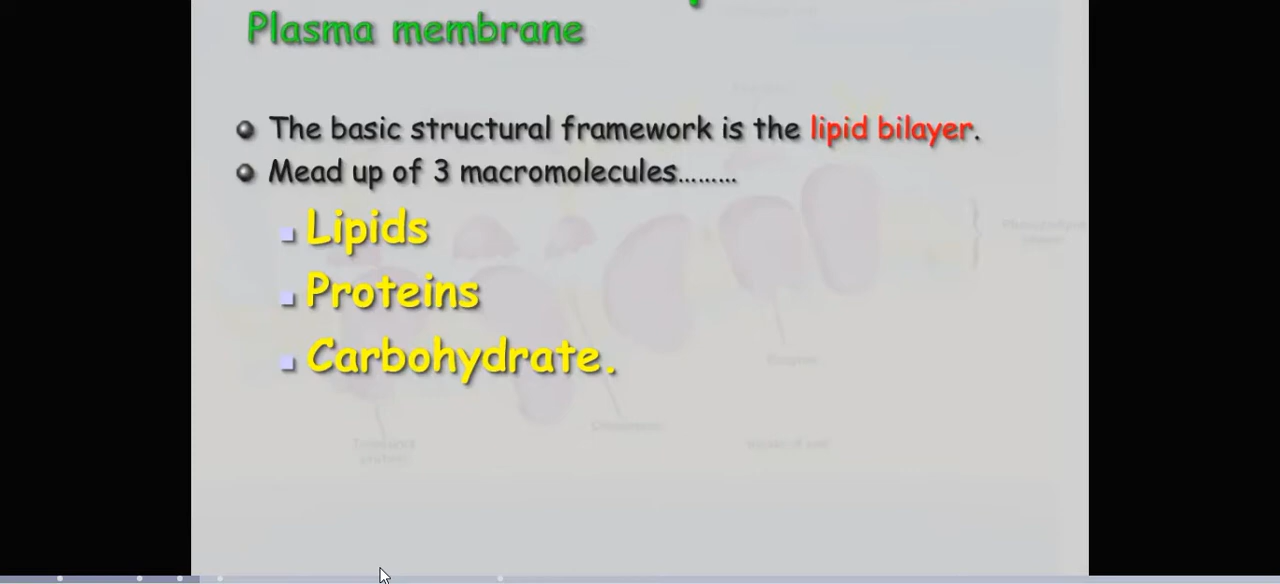 Plasma membrane
The basic structural framework is the lipid bilayer.
Mead up of 3 macromolecules.........
Lipids
Proteins
Carbohydrate.